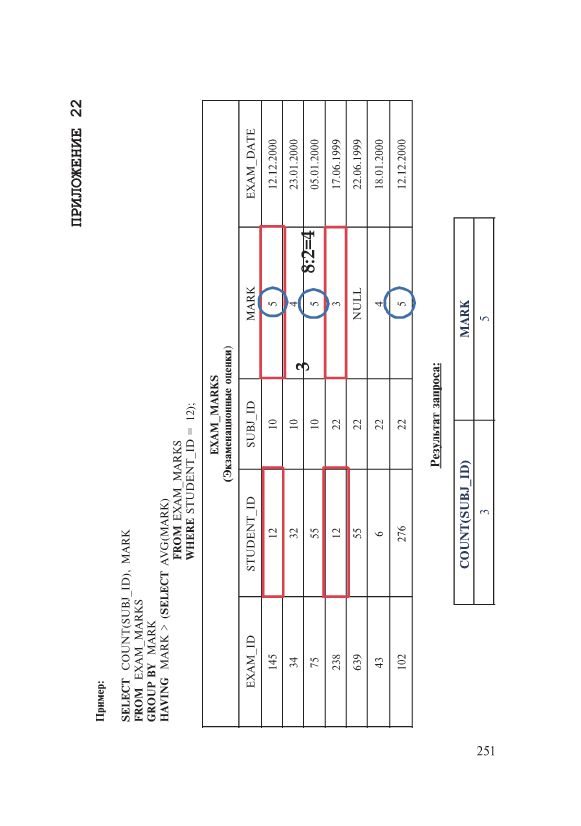 ПРИЛОЖЕНИЕ 22
Пример:
SELECT COUNT(SUBJ_ID), MARK
FROM EXAM_MARKS
GROUP BY MARK
HAVING MARK > (SELECT AVG(MARK)
FROM EXAM_MARKS
WHERE STUDENT_ID = 12);
EXAM_MARKS
(Экзаменационные оценки)
EXAM_ID STUDENT_ID SUBJ_ID MARK EXAM_DATE
145 12 10 5 12.12.2000
34 32 10 4 23.01.2000
75 55 10 5 05.01.2000
238 12 22 3 17.06.1999
639 55 22 NULL 22.06.1999
43 6 22 4 18.01.2000
102 276 22 5 12.12.2000
3
8:2=4
Результат запроса:
COUNT(SUBJ_ID) MARK
3 5
251